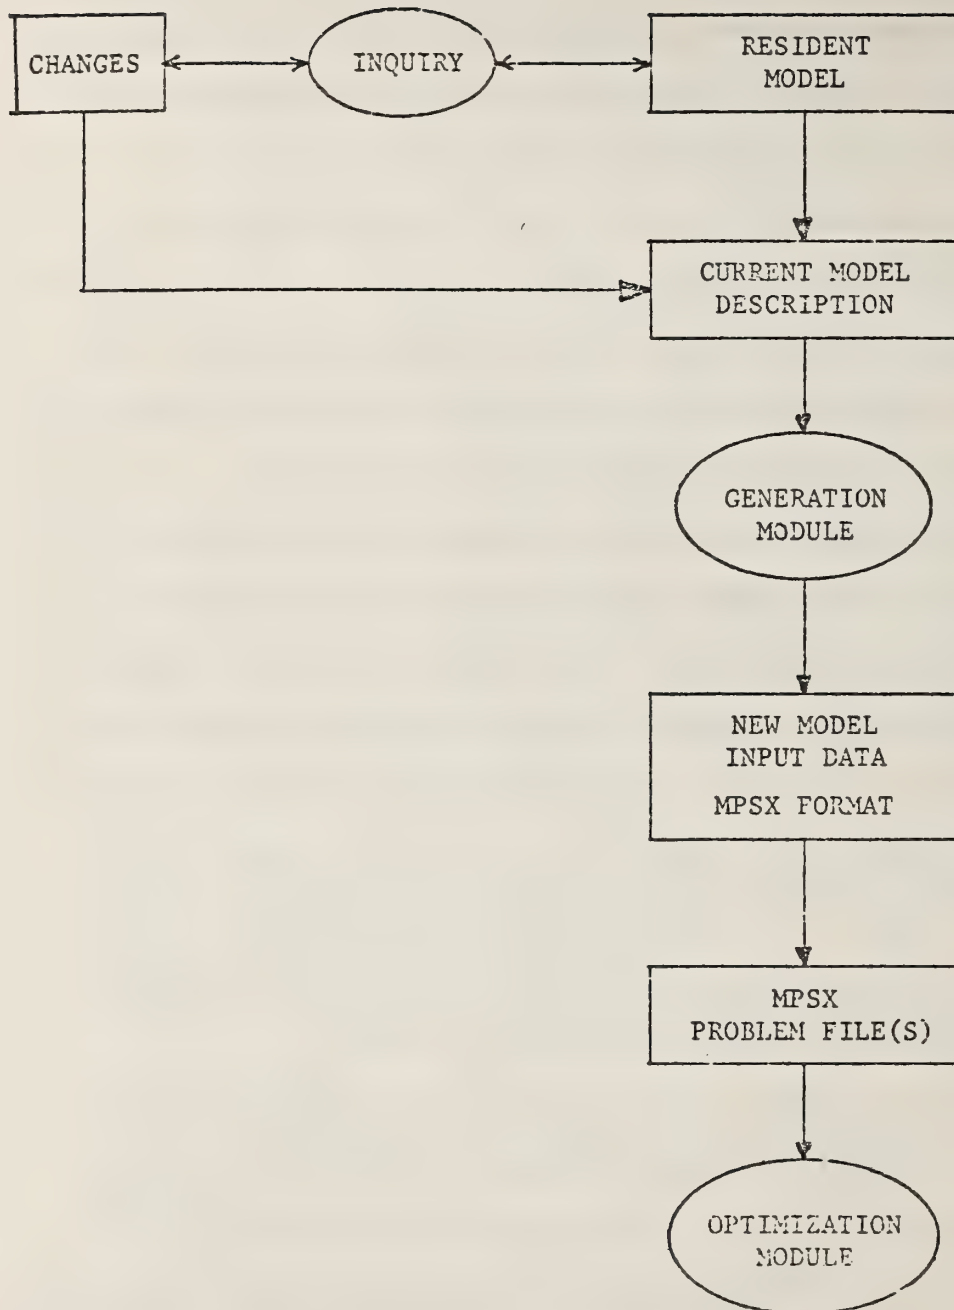 CHANGES
INQUIRY
RESIDENT
MODEL
CURRENT MODEL
DESCRIPTION
GENERATION
MODULE
NEW MODEL
INPUT DATA
MPSX FORMAT
MPSX
PROBLEM FILE(S)
OPTIMIZATION
MODULE